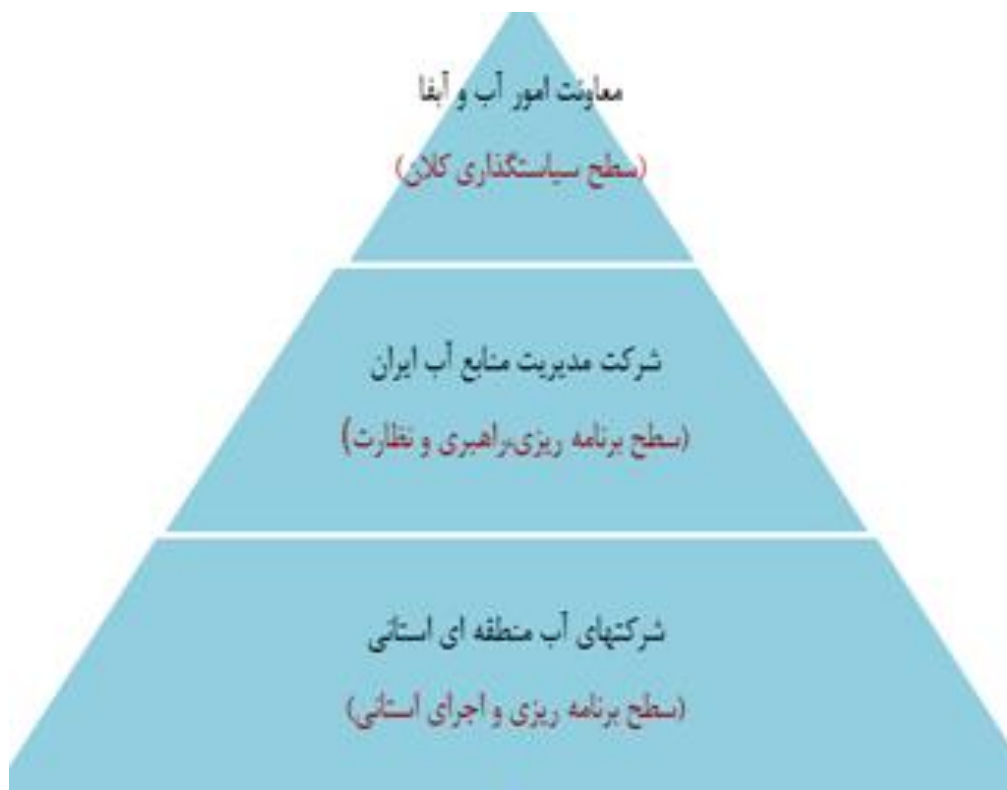 معاونت امور آب و آبفا
(سطح سیاستگذاری کلان)
شرکت مدیریت منابع آب ایران
(سطح برنامه ریزی،راهبری و نظارت)
شرکتهای آب منطقه ای استانی
(سطح برنامه ریزی و اجرای استانی)